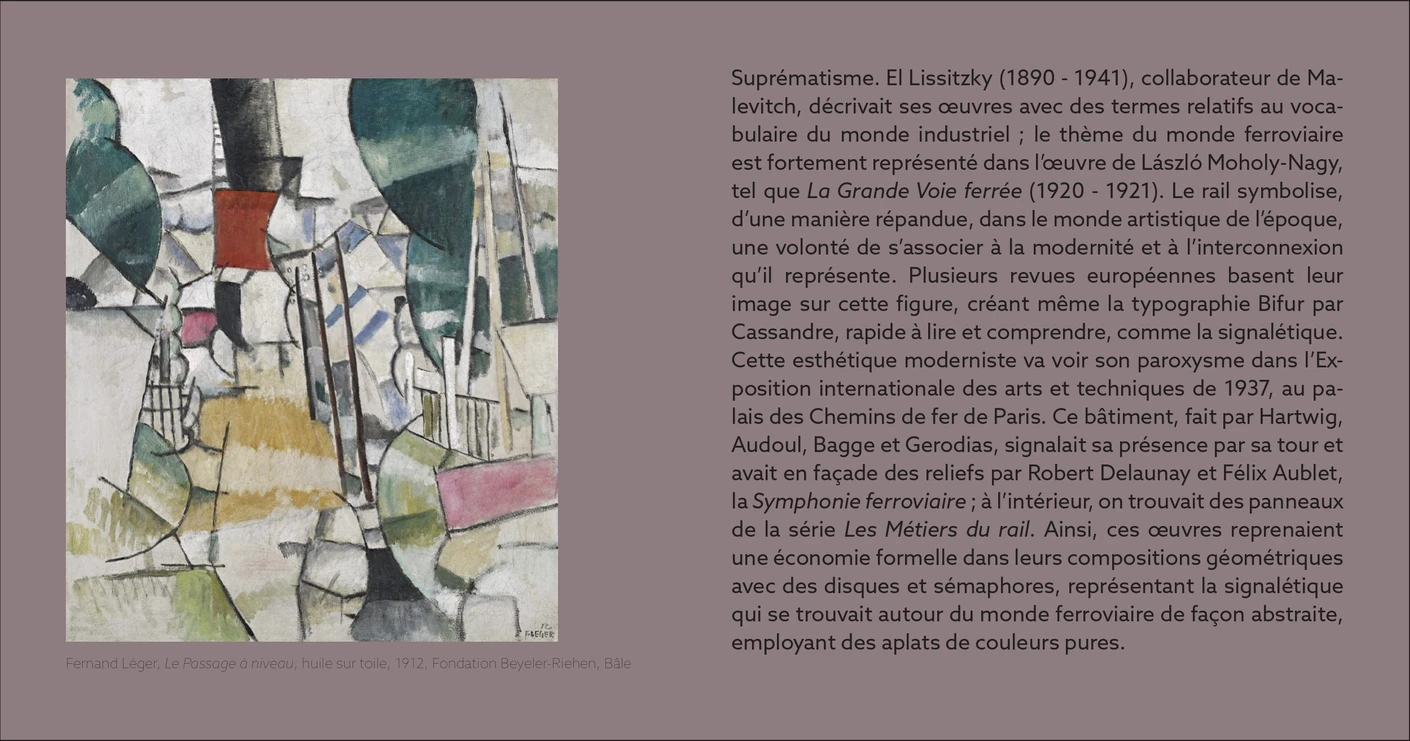 Suprématisme. El Lissitzky (1890 - 1941), collaborateur de Ma-
levitch, décrivait ses œuvres avec des termes relatifs au voca-
bulaire du monde industriel ; le thème du monde ferroviaire
est fortement représenté dans l’œuvre de László Moholy-Nagy,
tel que La Grande Voie ferrée (1920 - 1921). Le rail symbolise,
d’une manière répandue, dans le monde artistique de l’époque,
une volonté de s’associer à la modernité et à l’interconnexion
qu’il représente. Plusieurs revues européennes basent leur
image sur cette figure, créant même la typographie Bifur par
Cassandre, rapide à lire et comprendre, comme la signalétique.
Cette esthétique moderniste va voir son paroxysme dans l’Ex-
position internationale des arts et techniques de 1937, au pa-
lais des Chemins de fer de Paris. Ce bâtiment, fait par Hartwig,
Audoul, Bagge et Gerodias, signalait sa présence par sa tour et
avait en façade des reliefs par Robert Delaunay et Félix Aublet,
la Symphonie ferroviaire ; à l’intérieur, on trouvait des panneaux
de la série Les Métiers du rail. Ainsi, ces œuvres reprenaient
une économie formelle dans leurs compositions géométriques
avec des disques et sémaphores, représentant la signalétique
qui se trouvait autour du monde ferroviaire de façon abstraite,
employant des aplats de couleurs pures.
12
F·LEGER
Fernand Léger, Le Passage à niveau, huile sur toile, 1912, Fondation Beyeler-Riehen, Bâle